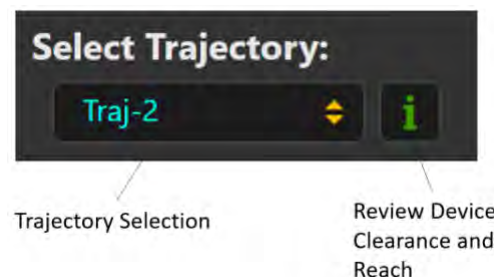 Select Trajectory:
Traj-2
i
Trajectory Selection
Review Device
Clearance and
Reach